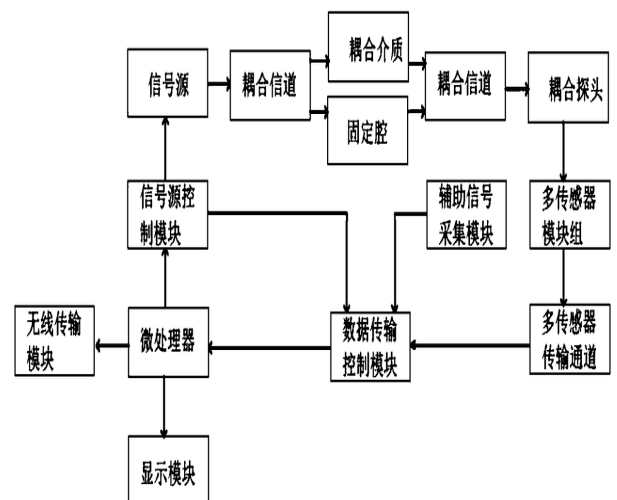 耦合介质
信号源
耦合信道
耦合信道
耦合探头
固定腔
信号源控
制模块
辅助信号
采集模块
多传感器
模块组
无线传输
模块
微处理器
数据传输
控制模块
多传感器
传输通道
显示模块